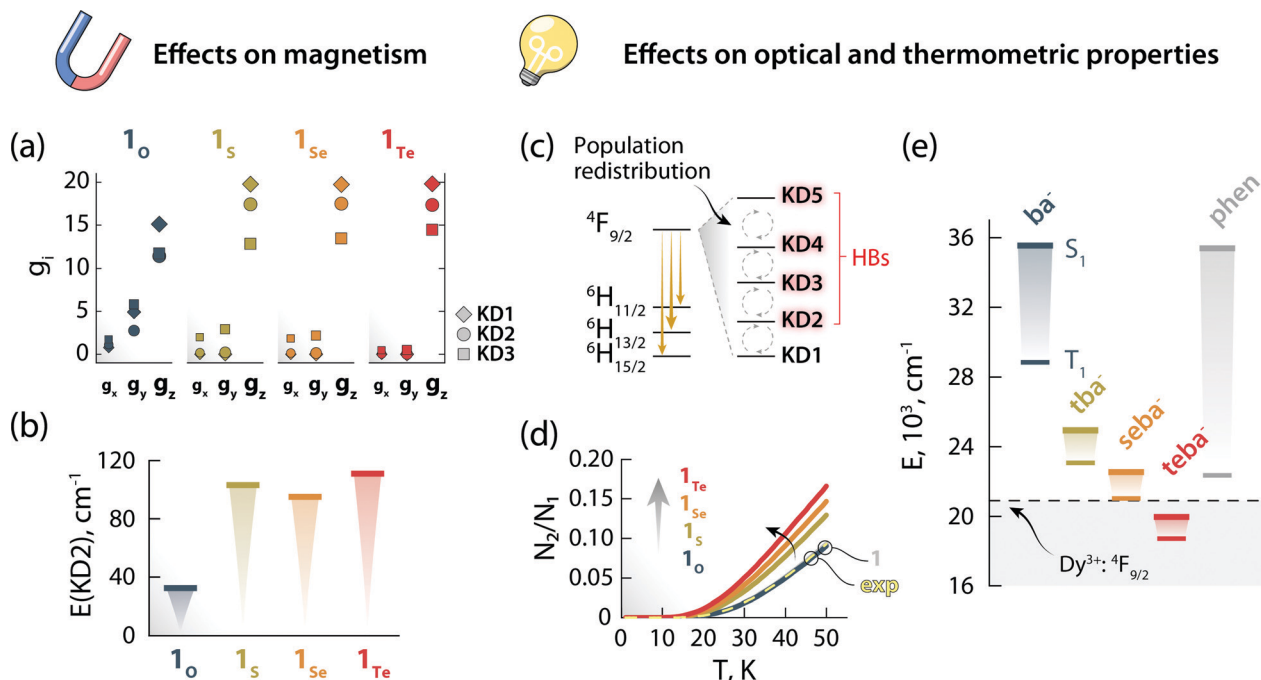 Effects on magnetism
Effects on optical and thermometric properties
(a)
1O
1S
1Se
1Te
20
15
10
5
0
gi
KD1
KD2
KD3
gx gy gz
gx gy gz
gx gy gz
gx gy gz
(b)
120
80
40
0
E(KD2), cm⁻¹
1O
1S
1Se
1Te
(c)
Population
redistribution
⁴F9/2
⁶H11/2
⁶H13/2
⁶H15/2
KD5
KD4
KD3
KD2
KD1
HBs
(d)
0.20
0.15
0.10
0.05
0
N₂/N₁
1Te
1Se
1S
1O
1
exp
0 10 20 30 40 50
T, K
(e)
ba⁻
phen
36
32
28
24
20
16
E, 10³, cm⁻¹
S₁
T₁
tba⁻
seba⁻
teba⁻
Dy³⁺: ⁴F9/2